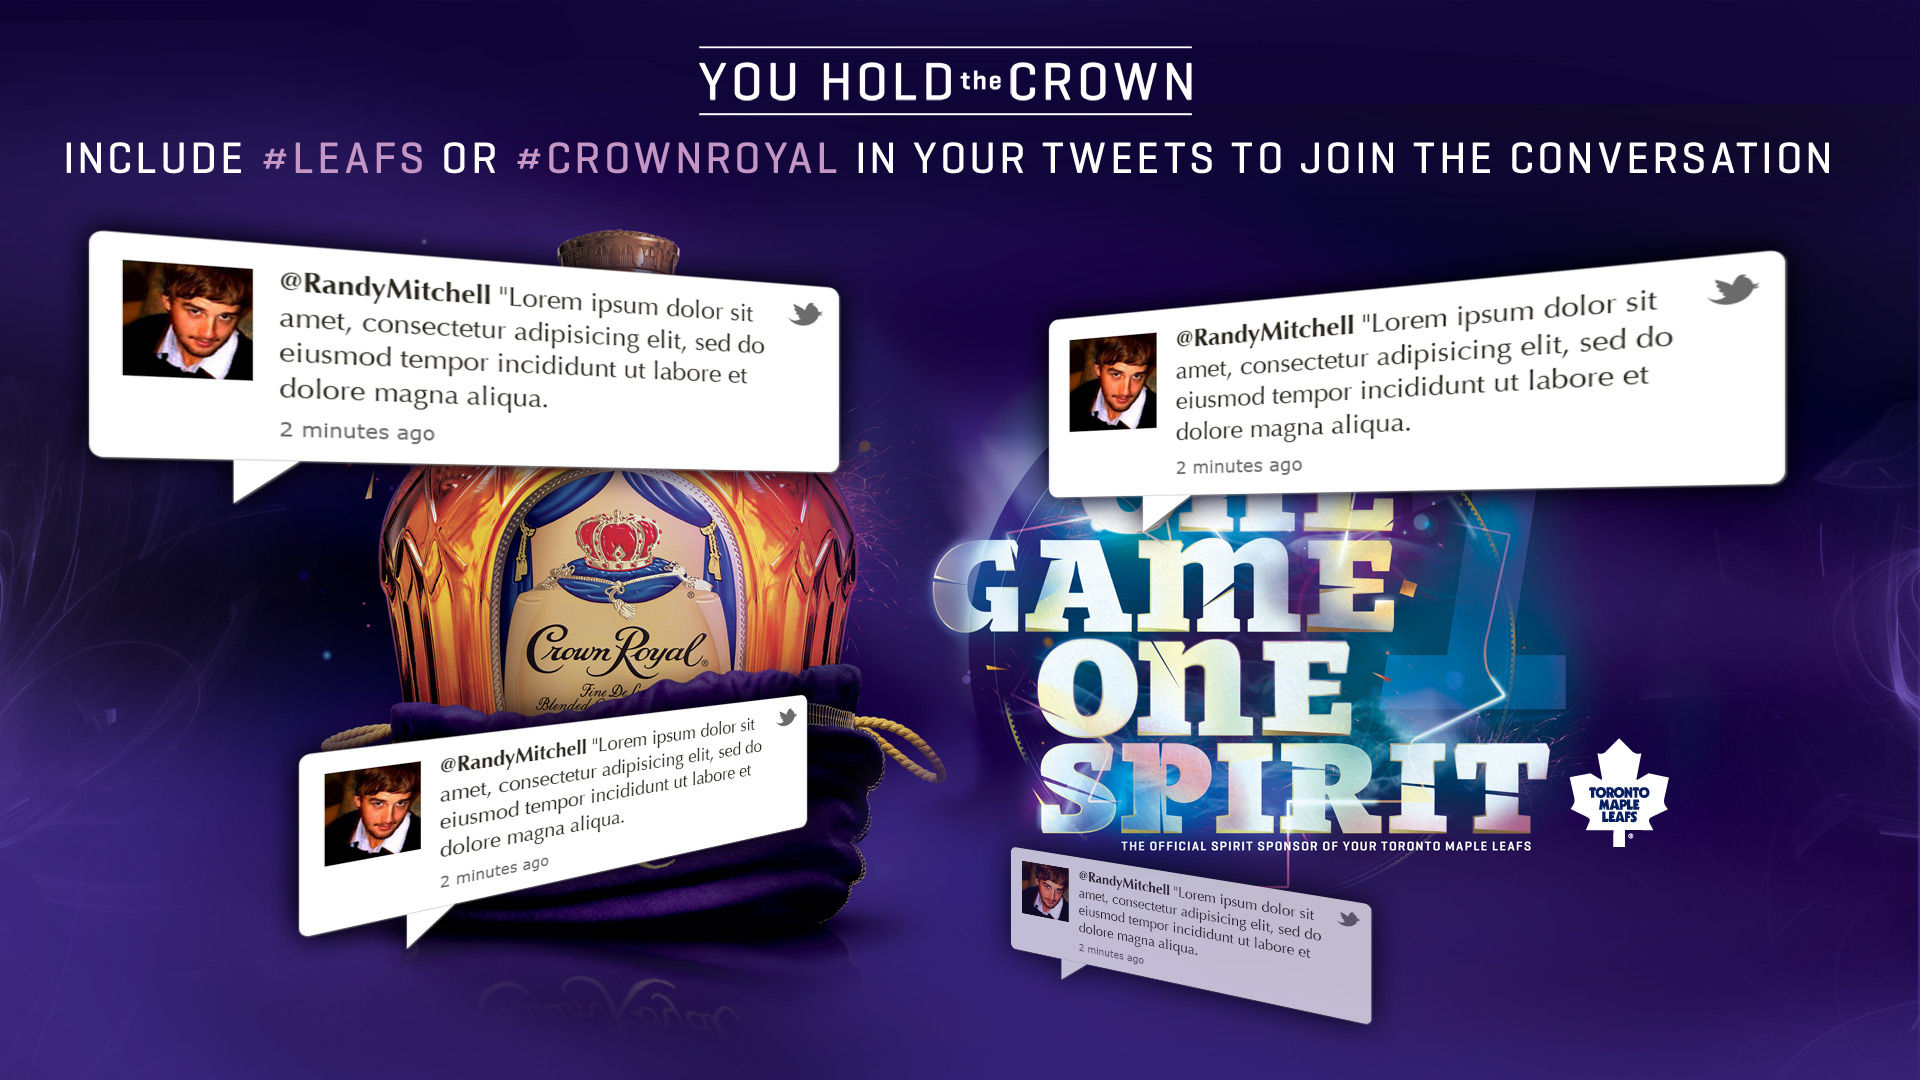 YOU HOLD the CROWN
INCLUDE #LEAFS OR #CROWNROYAL IN YOUR TWEETS TO JOIN THE CONVERSATION
@RandyMitchell "Lorem ipsum dolor sit
amet, consectetur adipisicing elit, sed do
eiusmod tempor incididunt ut labore et
dolore magna aliqua.
2 minutes ago
@RandyMitchell "Lorem ipsum dolor sit
amet, consectetur adipisicing elit, sed do
eiusmod tempor incididunt ut labore et
dolore magna aliqua.
2 minutes ago
Crown Royal
®
Fine De
Blended
ONE
GAME
ONE
SPIRIT
THE OFFICIAL SPIRIT SPONSOR OF YOUR TORONTO MAPLE LEAFS
TORONTO
MAPLE
LEAFS
®
@RandyMitchell "Lorem ipsum dolor sit
amet, consectetur adipisicing elit, sed do
eiusmod tempor incididunt ut labore et
dolore magna aliqua.
2 minutes ago
@RandyMitchell "Lorem ipsum dolor sit
amet, consectetur adipisicing elit, sed do
eiusmod tempor incididunt ut labore et
dolore magna aliqua.
2 minutes ago